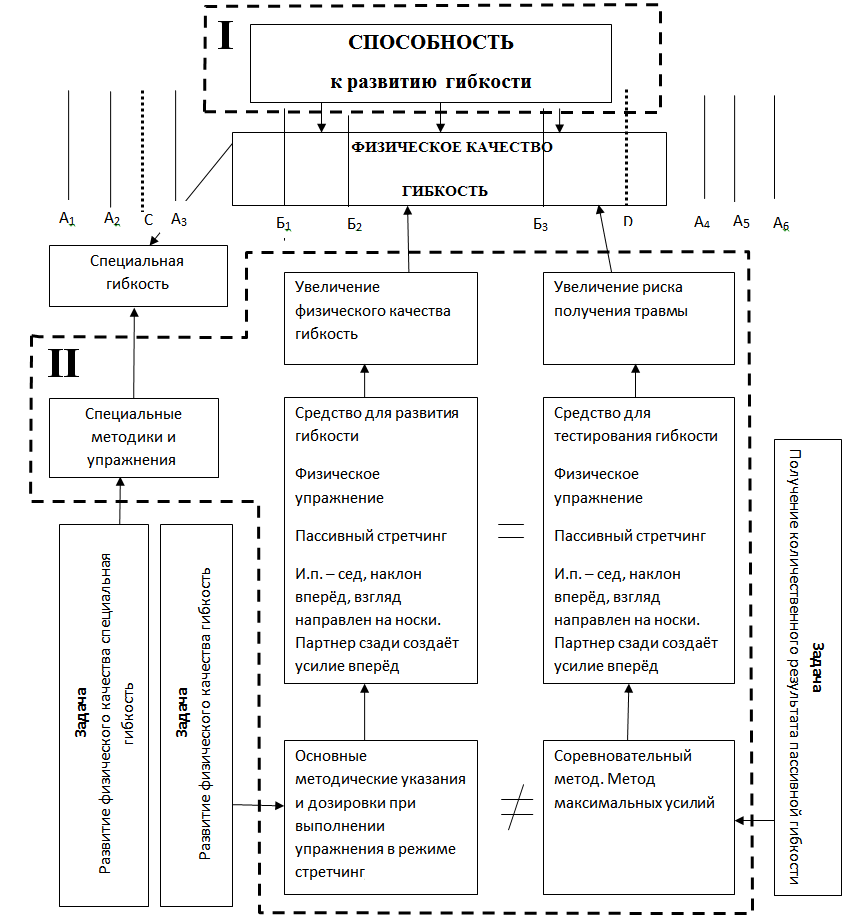 I
СПОСОБНОСТЬ
к развитию гибкости
ФИЗИЧЕСКОЕ КАЧЕСТВО
ГИБКОСТЬ
А1
А2
С
А3
Б1
Б2
Б3
D
А4
А5
А6
Специальная
гибкость
Увеличение
физического качества
гибкость
Увеличение риска
получения травмы
II
Специальные
методики и
упражнения
Средство для развития
гибкости
Физическое
упражнение
Пассивный стретчинг
И.п. – сед, наклон
вперёд, взгляд
направлен на носки.
Партнер сзади создаёт
усилие вперёд
=
Средство для
тестирования гибкости
Физическое
упражнение
Пассивный стретчинг
И.п. – сед, наклон
вперёд, взгляд
направлен на носки.
Партнер сзади создаёт
усилие вперёд
Задача
Развитие физического качества специальная
гибкость
Задача
Развитие физического качества гибкость
Основные
методические указания
и дозировки при
выполнении
упражнения в режиме
стретчинг
≠
Соревновательный
метод. Метод
максимальных усилий
Задача
Получение количественного результата пассивной гибкости